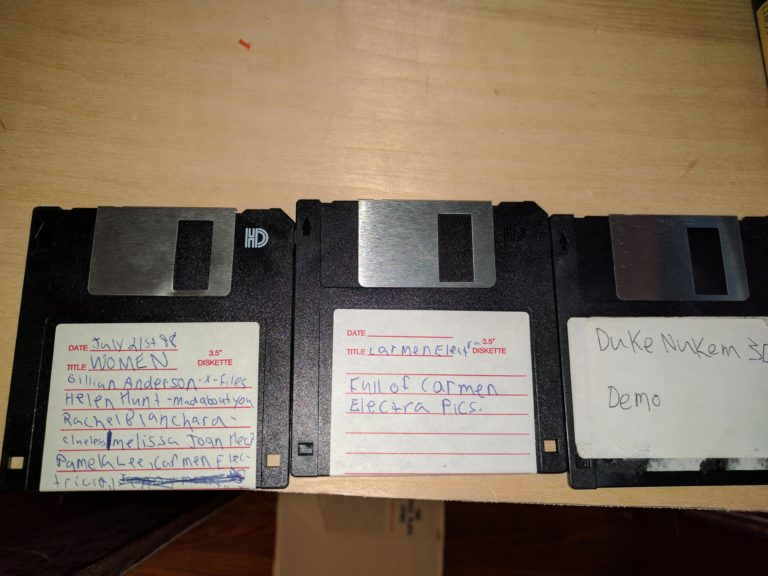 HD
DATE July 21st 98
3.5"
DISKETTE
TITLE WOMEN
Gillian Anderson - X-Files
Helen Hunt - mad about you
Rachel Blanchard -
clueless/melissa Joan
Pamela Lee, Carmen Elec-
tricia,
HD
DATE
TITLE Carmen Electra 3.5"
DISKETTE
Full of Carmen
Electra Pics.
Duke Nukem 3D
Demo